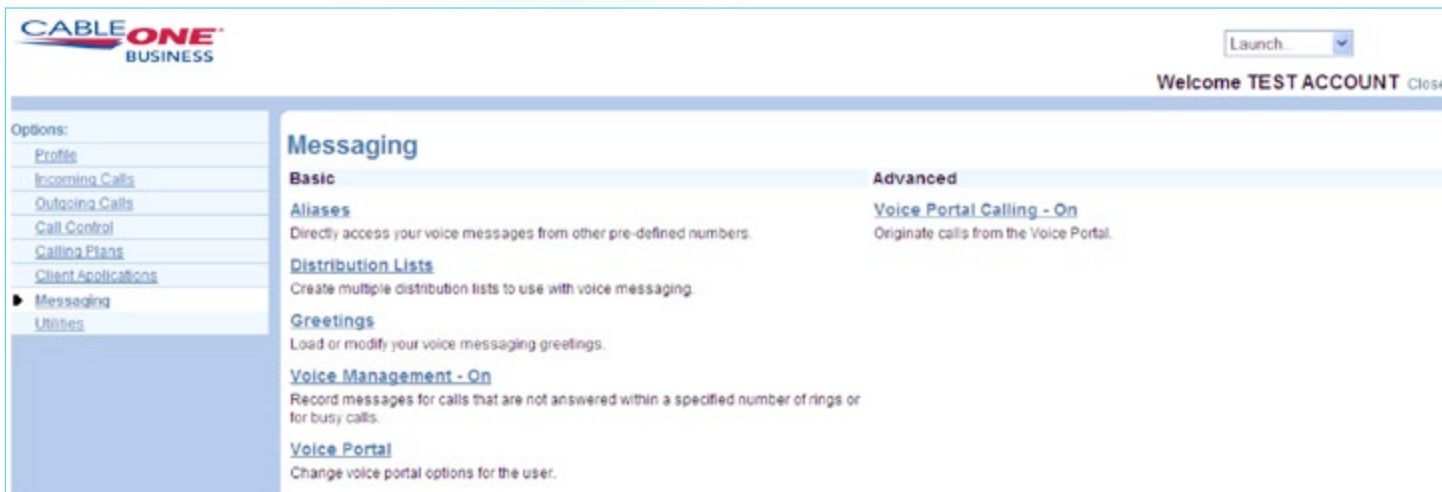 CABLEONE
BUSINESS
Launch...
Welcome TEST ACCOUNT Close
Options:
Profile
Incoming Calls
Outgoing Calls
Call Control
Calling Plans
Client Applications
Messaging
Utilities
Messaging
Basic
Aliases
Directly access your voice messages from other pre-defined numbers.
Distribution Lists
Create multiple distribution lists to use with voice messaging.
Greetings
Load or modify your voice messaging greetings.
Voice Management - On
Record messages for calls that are not answered within a specified number of rings or
for busy calls.
Voice Portal
Change voice portal options for the user.
Advanced
Voice Portal Calling - On
Originate calls from the Voice Portal.